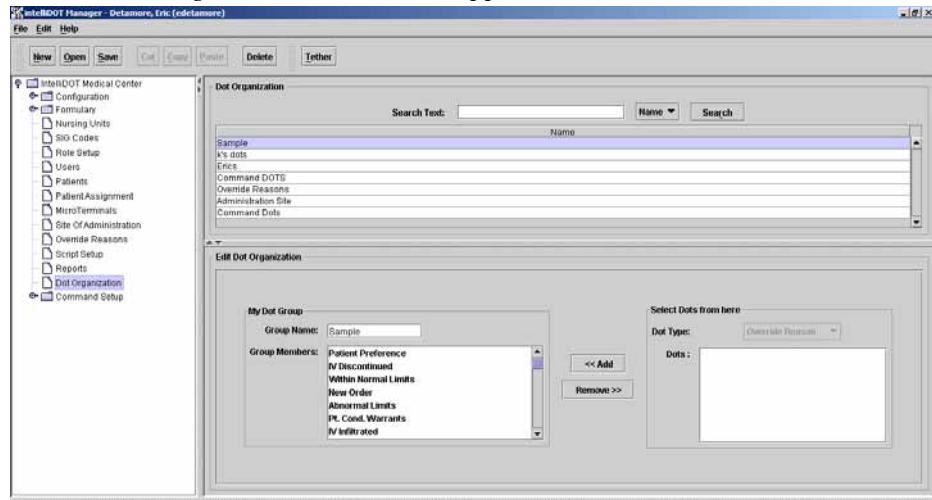 IntelliDOT Manager - Detamore, Eric (edetamore)
File Edit Help
New Open Save Cut Copy Paste Delete Tether
IntelliDOT Medical Center
Configuration
Formulary
Nursing Units
SIG Codes
Role Setup
Users
Patients
Patient Assignment
MicroTerminals
Site Of Administration
Override Reasons
Script Setup
Reports
Dot Organization
Command Setup
Dot Organization
Search Text: Name Search
Name
Sample
k's dots
Erics
Command DOTS
Override Reasons
Administration Site
Command Dots
Edit Dot Organization
My Dot Group
Group Name: Sample
Group Members: Patient Preference
IV Discontinued
Within Normal Limits
New Order
Abnormal Limits
Pt. Cond. Warrants
IV Infiltrated
<< Add
Remove >>
Select Dots from here
Dot Type: Override Reason
Dots :